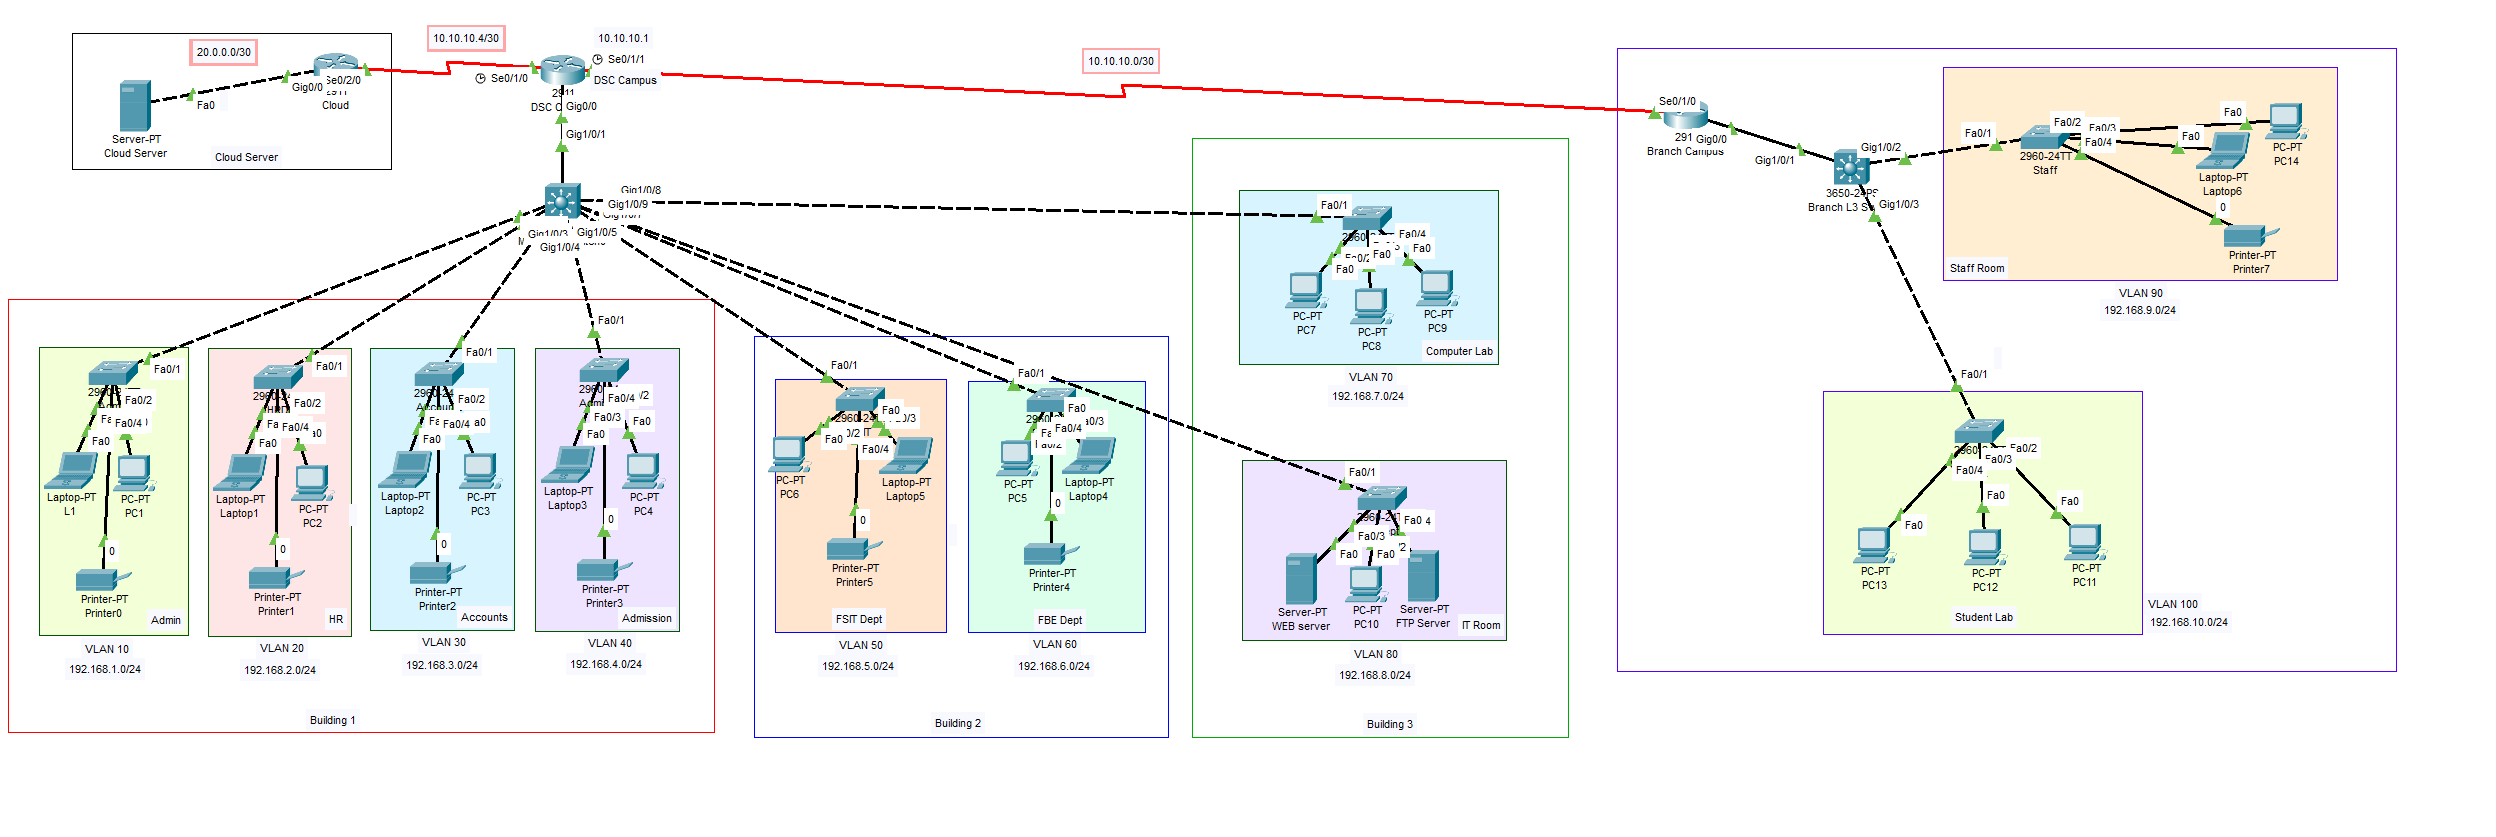 20.0.0.0/30
Se0/2/0
Gig0/0
2911
Cloud
Fa0
Server-PT
Cloud Server
Cloud Server
10.10.10.4/30
10.10.10.1
Se0/1/1
Se0/1/0
DSC Campus
Gig0/0
Gig1/0/1
10.10.10.0/30
Gig1/0/8
Gig1/0/9
Gig1/0/3
Gig1/0/5
Gig1/0/4
Fa0/1
Fa0/2
Fa0/4
Fa0
Laptop-PT
L1
PC-PT
PC1
0
Printer-PT
Printer0
Admin
VLAN 10
192.168.1.0/24
Fa0/1
Fa0/2
Fa0/4
Fa0
Laptop-PT
Laptop1
PC-PT
PC2
0
Printer-PT
Printer1
HR
VLAN 20
192.168.2.0/24
Fa0/1
Fa0/2
Fa0/4
Fa0
Laptop-PT
Laptop2
PC-PT
PC3
0
Printer-PT
Printer2
Accounts
VLAN 30
192.168.3.0/24
Fa0/1
Fa0/4
Fa0/3
Fa0
Fa0
Laptop-PT
Laptop3
PC-PT
PC4
0
Printer-PT
Printer3
Admission
VLAN 40
192.168.4.0/24
Building 1
Fa0/1
Fa0
Fa0
Fa0/4
PC-PT
PC6
Laptop-PT
Laptop5
0
Printer-PT
Printer5
FSIT Dept
VLAN 50
192.168.5.0/24
Fa0/1
Fa0
Fa0/4
PC-PT
PC5
Laptop-PT
Laptop4
0
Printer-PT
Printer4
FBE Dept
VLAN 60
192.168.6.0/24
Building 2
Fa0/1
Fa0/4
Fa0
Fa0
Fa0
PC-PT
PC7
PC-PT
PC8
PC-PT
PC9
Computer Lab
VLAN 70
192.168.7.0/24
Fa0/1
Fa0
Fa0/3
Fa0
Fa0
Server-PT
WEB server
PC-PT
PC10
Server-PT
FTP Server
IT Room
VLAN 80
192.168.8.0/24
Building 3
Se0/1/0
Gig0/0
Branch Campus
Gig1/0/1
Gig1/0/2
Gig1/0/3
Fa0/1
Fa0/2
Fa0/3
Fa0/4
Fa0
Fa0
2960-24TT
Staff
PC-PT
PC14
Laptop-PT
Laptop6
0
Printer-PT
Printer7
Staff Room
VLAN 90
192.168.9.0/24
Fa0/1
Fa0/2
Fa0/3
Fa0/4
Fa0
Fa0
Fa0
PC-PT
PC13
PC-PT
PC12
PC-PT
PC11
Student Lab
VLAN 100
192.168.10.0/24